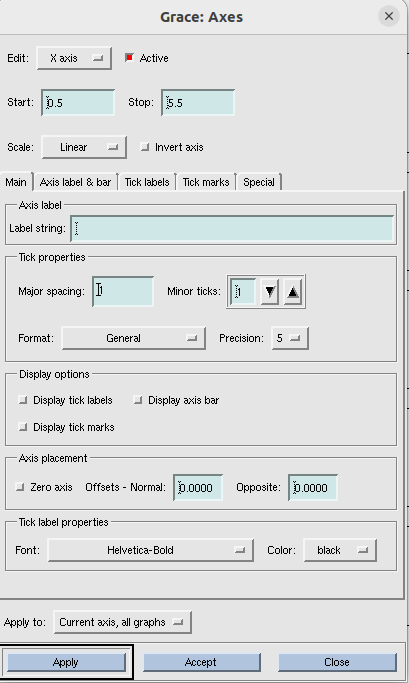 Grace: Axes
Edit: X axis Active
Start: 0.5 Stop: 5.5
Scale: Linear Invert axis
Main Axis label & bar Tick labels Tick marks Special
Axis label
Label string:
Tick properties
Major spacing: 1 Minor ticks: 1
Format: General Precision: 5
Display options
Display tick labels Display axis bar
Display tick marks
Axis placement
Zero axis Offsets - Normal: 0.0000 Opposite: 0.0000
Tick label properties
Font: Helvetica-Bold Color: black
Apply to: Current axis, all graphs
Apply Accept Close